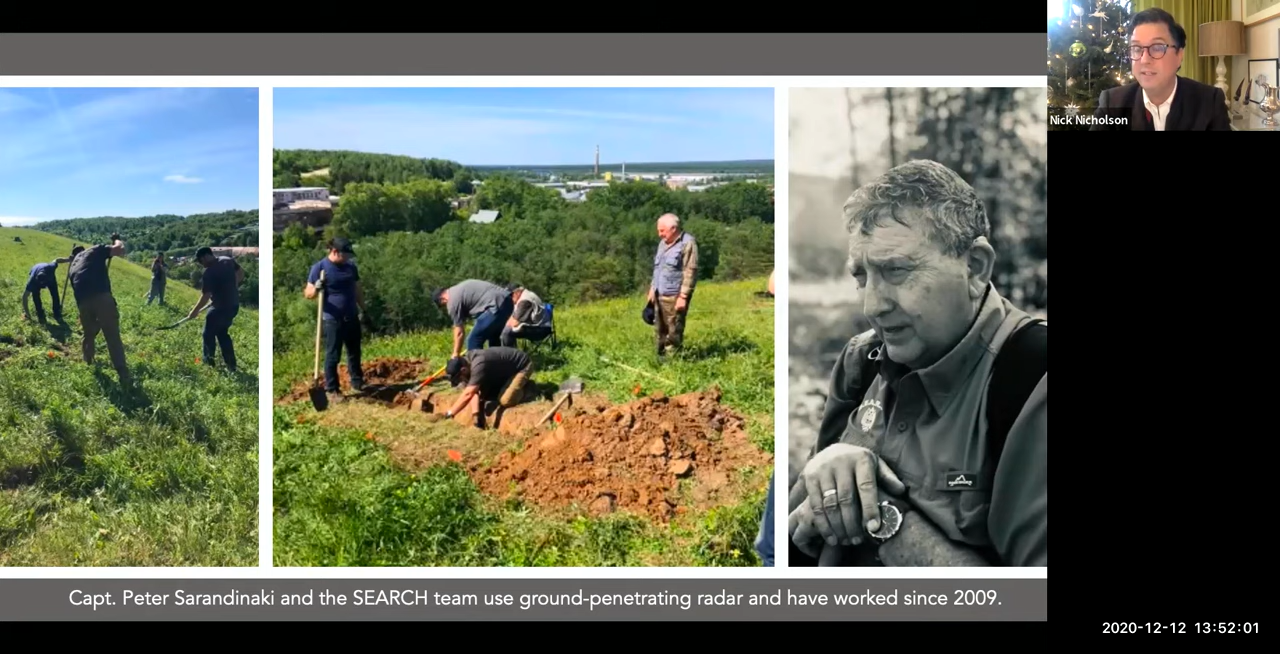 Nick Nicholson
Capt. Peter Sarandinaki and the SEARCH team use ground-penetrating radar and have worked since 2009.
2020-12-12 13:52:01